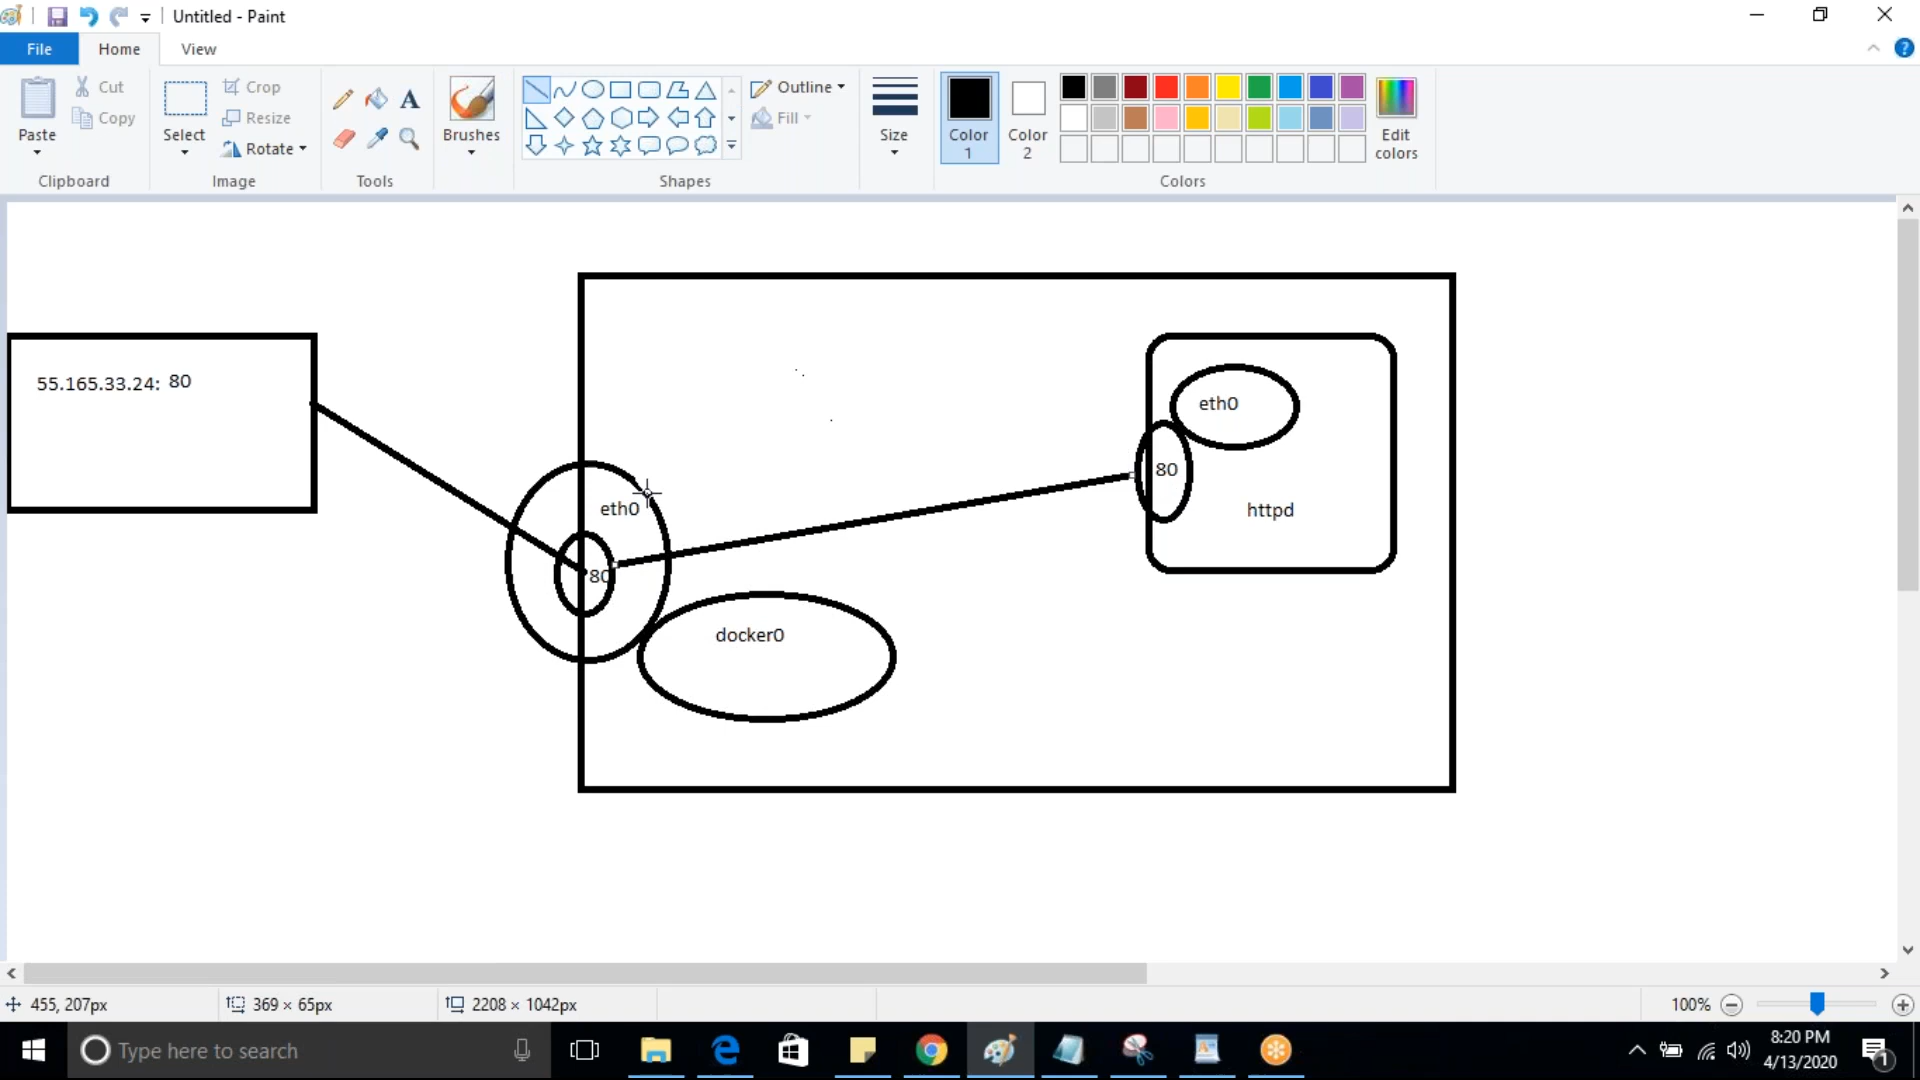 Untitled - Paint
File
Home
View
Paste
Cut
Copy
Clipboard
Select
Crop
Resize
Rotate
Image
A
Tools
Brushes
Outline
Fill
Shapes
Size
Color
1
Color
2
Edit
colors
Colors
55.165.33.24: 80
eth0
80
docker0
eth0
80
httpd
455, 207px
369 × 65px
2208 × 1042px
100%
Type here to search
8:20 PM
4/13/2020
1